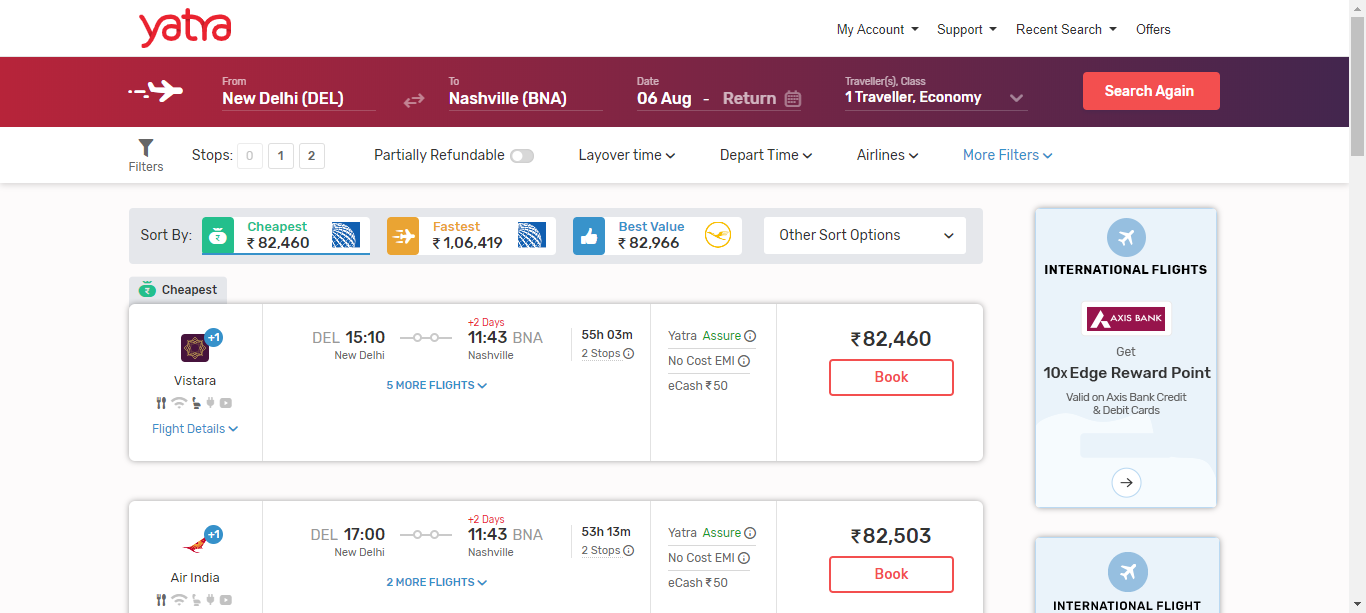 yatra
My Account
Support
Recent Search
Offers
From
New Delhi (DEL)
To
Nashville (BNA)
Date
06 Aug - Return
Traveller(s), Class
1 Traveller, Economy
Search Again
Filters
Stops: 0 1 2
Partially Refundable
Layover time
Depart Time
Airlines
More Filters
Sort By:
Cheapest
₹ 82,460
Fastest
₹ 1,06,419
Best Value
₹ 82,966
Other Sort Options
Cheapest
+1
Vistara
Flight Details
DEL 15:10
New Delhi
+2 Days
11:43 BNA
Nashville
5 MORE FLIGHTS
55h 03m
2 Stops
Yatra Assure
No Cost EMI
eCash ₹50
₹82,460
Book
+1
Air India
DEL 17:00
New Delhi
+2 Days
11:43 BNA
Nashville
2 MORE FLIGHTS
53h 13m
2 Stops
Yatra Assure
No Cost EMI
eCash ₹50
₹82,503
Book
INTERNATIONAL FLIGHTS
AXIS BANK
Get
10x Edge Reward Point
Valid on Axis Bank Credit
& Debit Cards
INTERNATIONAL FLIGHT